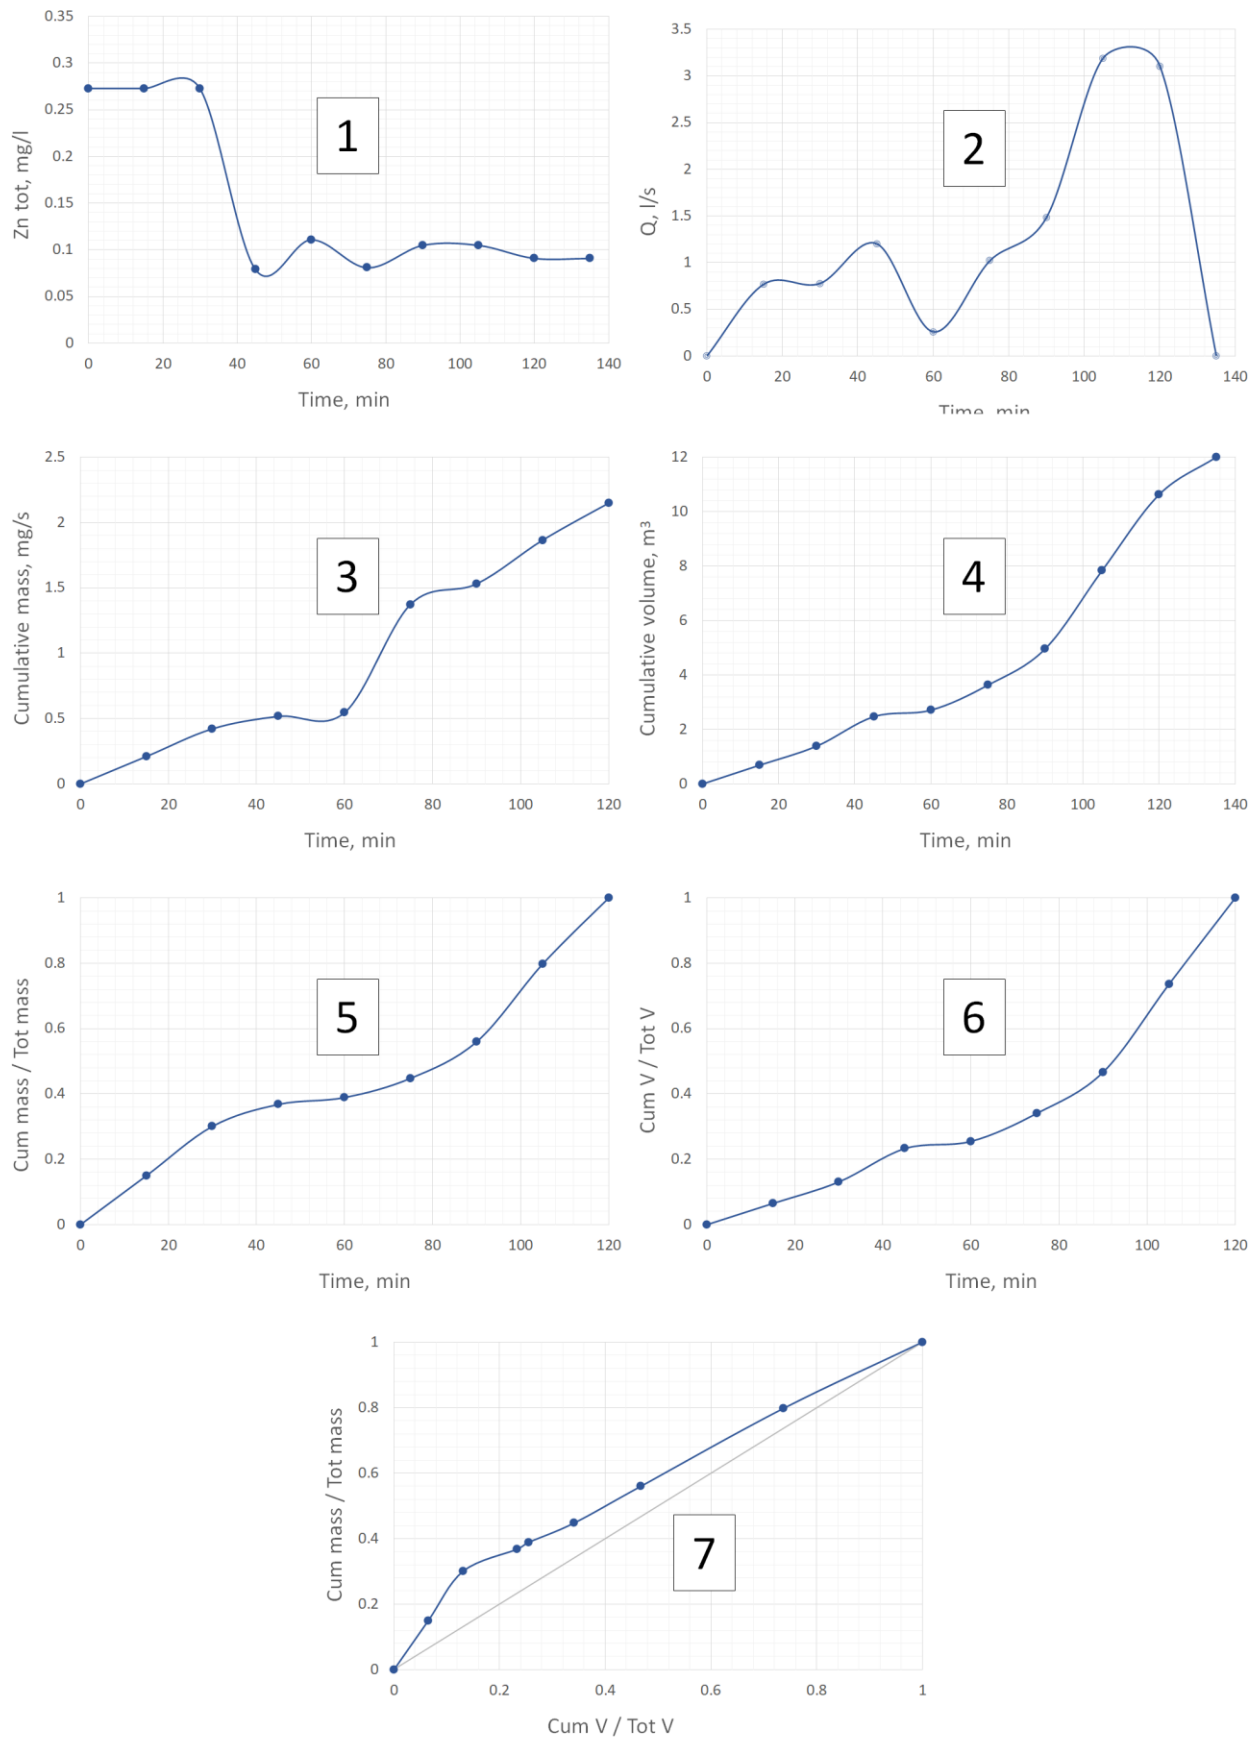 0.35
0.3
0.25
0.2
0.15
0.1
0.05
0
Zn tot, mg/l
1
0 20 40 60 80 100 120 140
Time, min
3.5
3
2.5
2
1.5
1
0.5
0
Q, l/s
2
0 20 40 60 80 100 120 140
Time, min
2.5
2
1.5
1
0.5
0
Cumulative mass, mg/s
3
0 20 40 60 80 100 120
Time, min
12
10
8
6
4
2
0
Cumulative volume, m³
4
0 20 40 60 80 100 120 140
Time, min
1
0.8
0.6
0.4
0.2
0
Cum mass / Tot mass
5
0 20 40 60 80 100 120
Time, min
1
0.8
0.6
0.4
0.2
0
Cum V / Tot V
6
0 20 40 60 80 100 120
Time, min
1
0.8
0.6
0.4
0.2
0
Cum mass / Tot mass
7
0 0.2 0.4 0.6 0.8 1
Cum V / Tot V